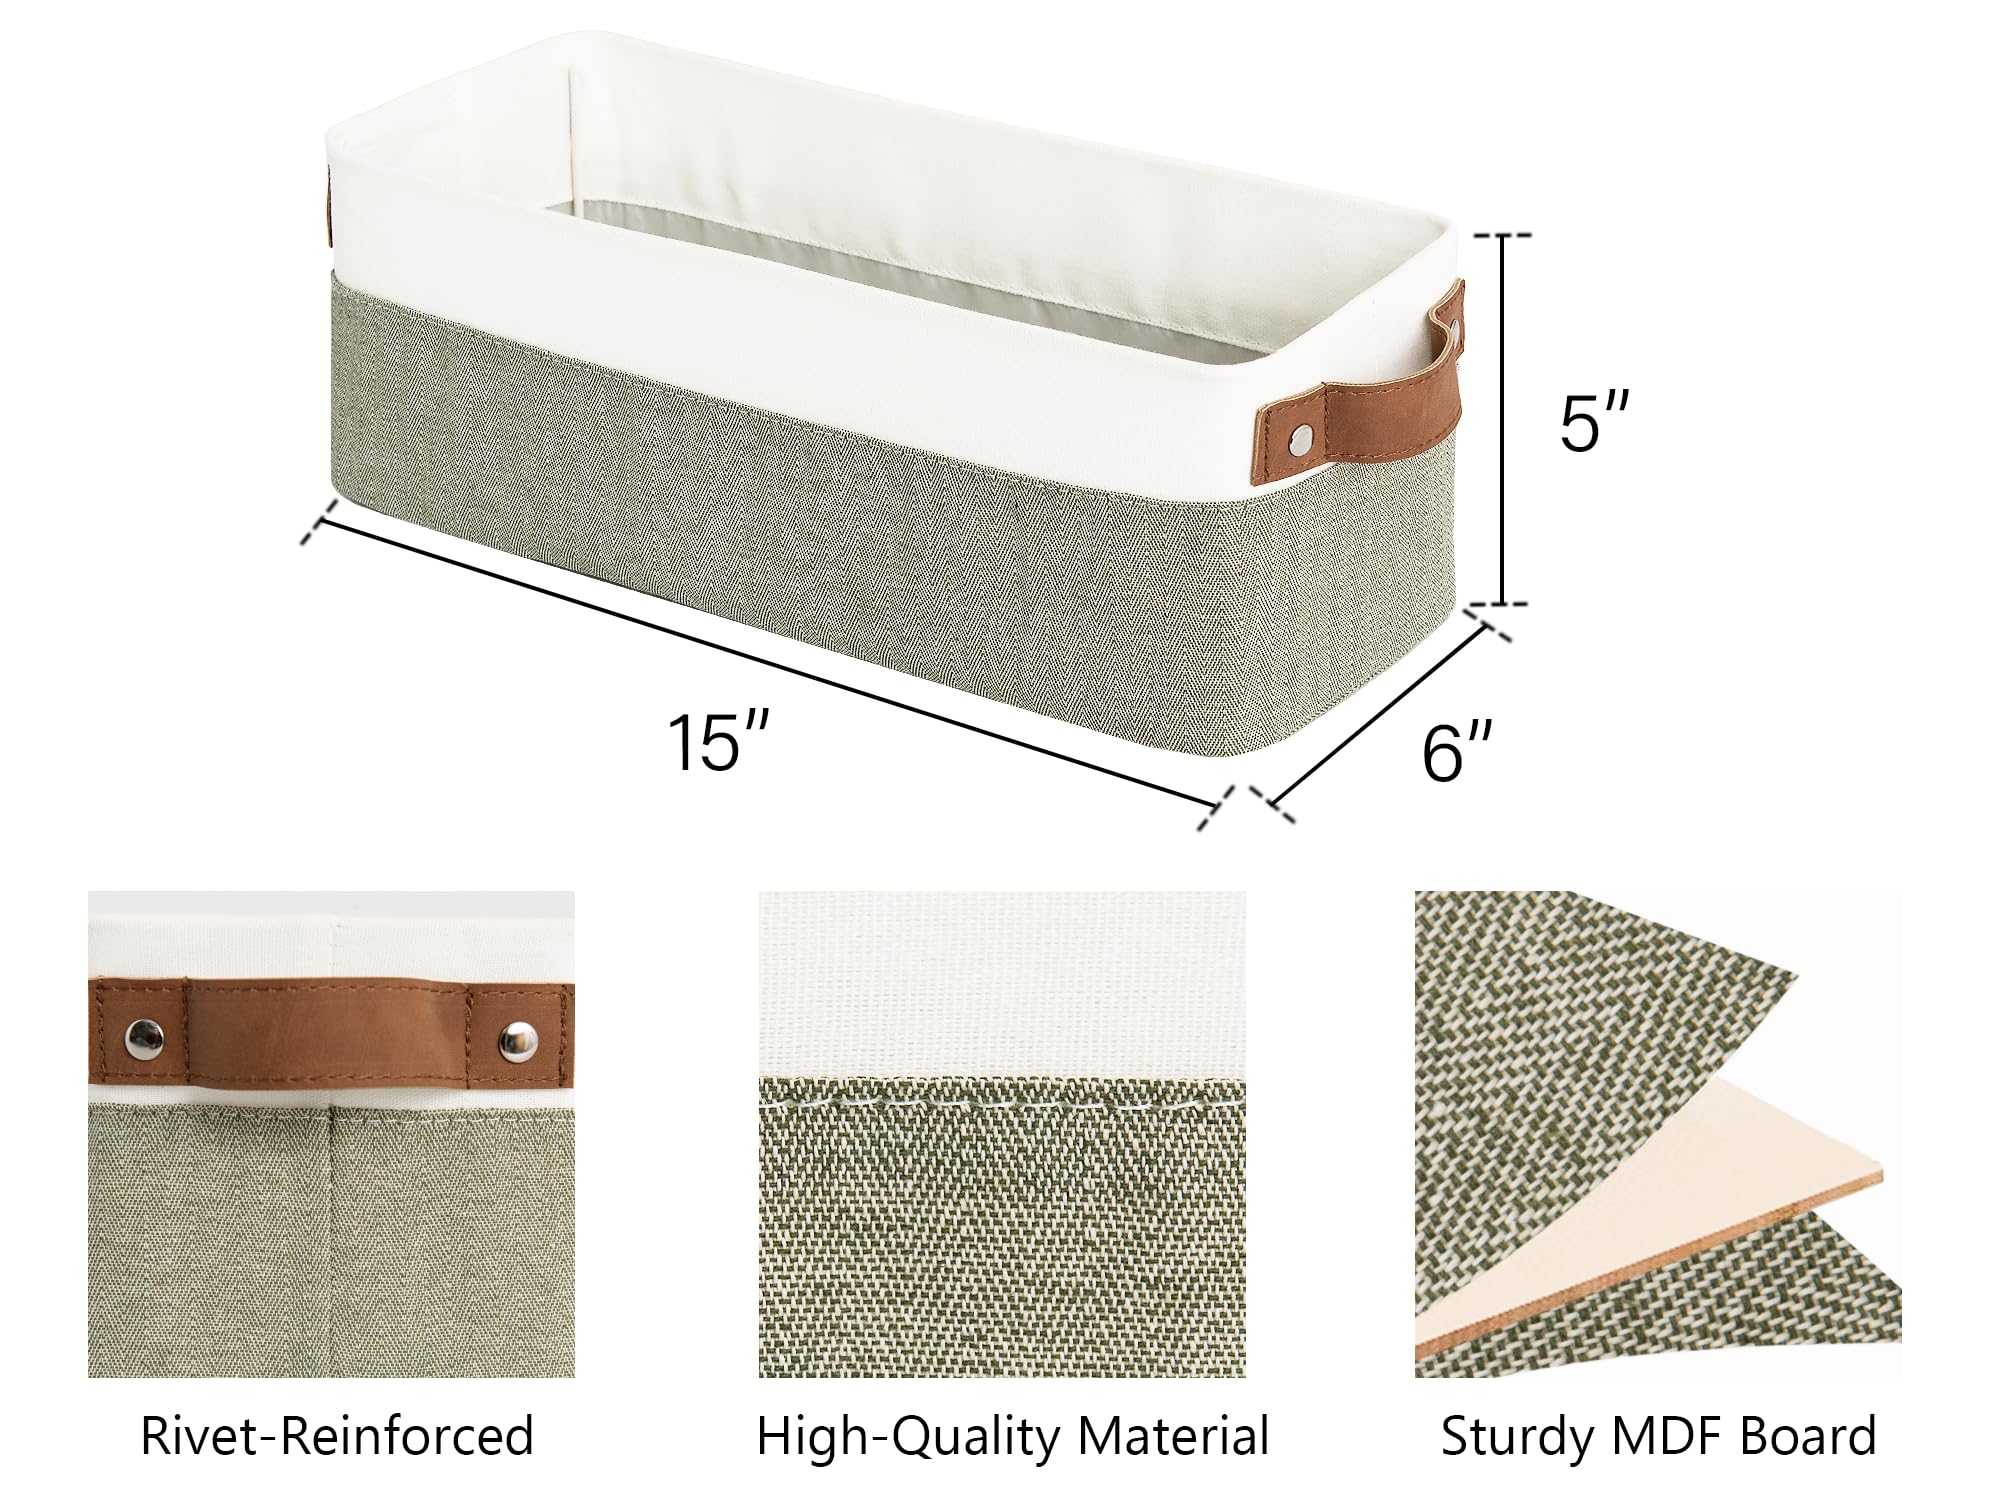 5"
15"
6"
Rivet-Reinforced
High-Quality Material
Sturdy MDF Board